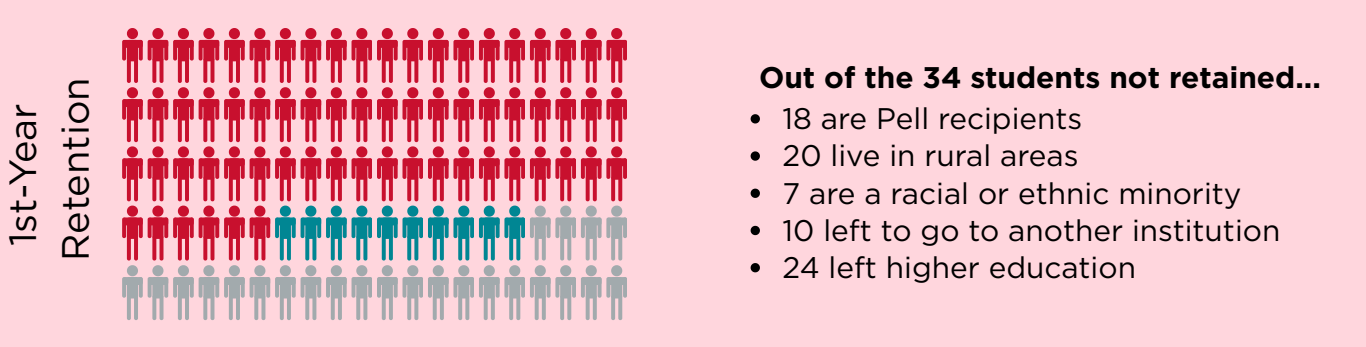 1st-Year
Retention
Out of the 34 students not retained...
• 18 are Pell recipients
• 20 live in rural areas
• 7 are a racial or ethnic minority
• 10 left to go to another institution
• 24 left higher education